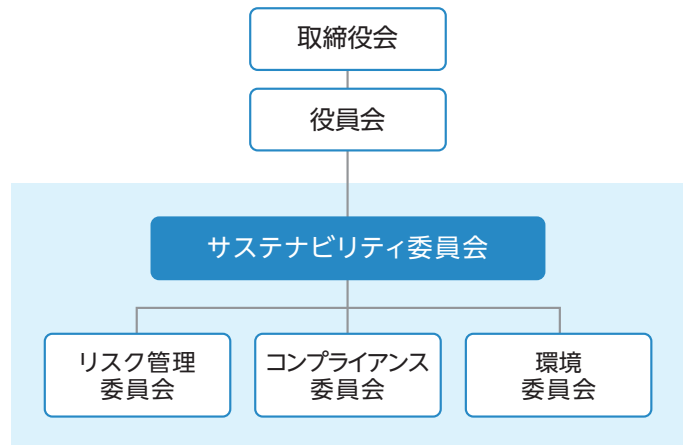 取締役会
役員会
サステナビリティ委員会
リスク管理
委員会
コンプライアンス
委員会
環境
委員会